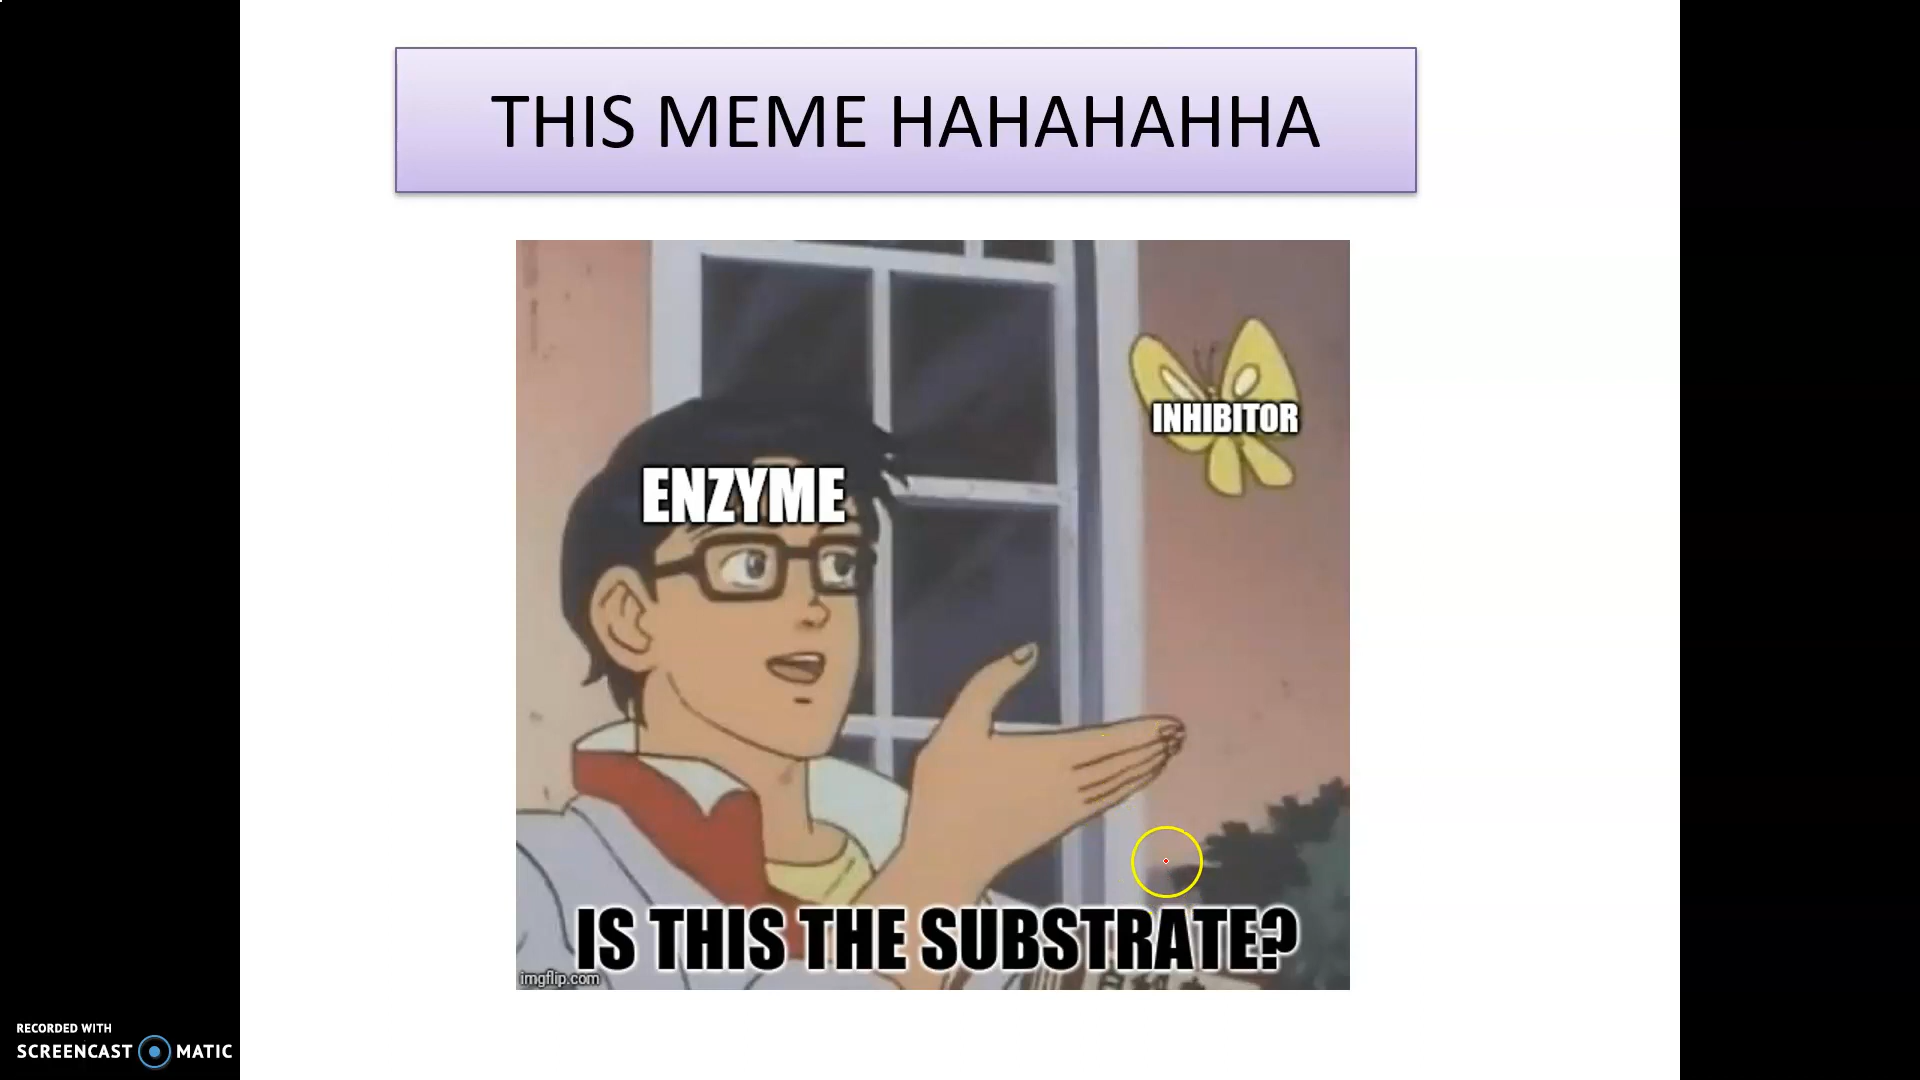 THIS MEME HAHAHAHHA
INHIBITOR
ENZYME
IS THIS THE SUBSTRATE?
imgflip.com
RECORDED WITH
SCREENCAST MATIC